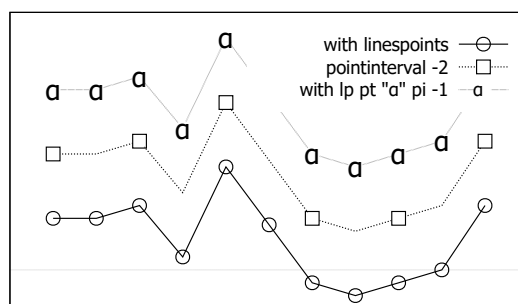 α
with linespoints
pointinterval -2
with lp pt "α" pi -1 α
α α α
α
α α α α